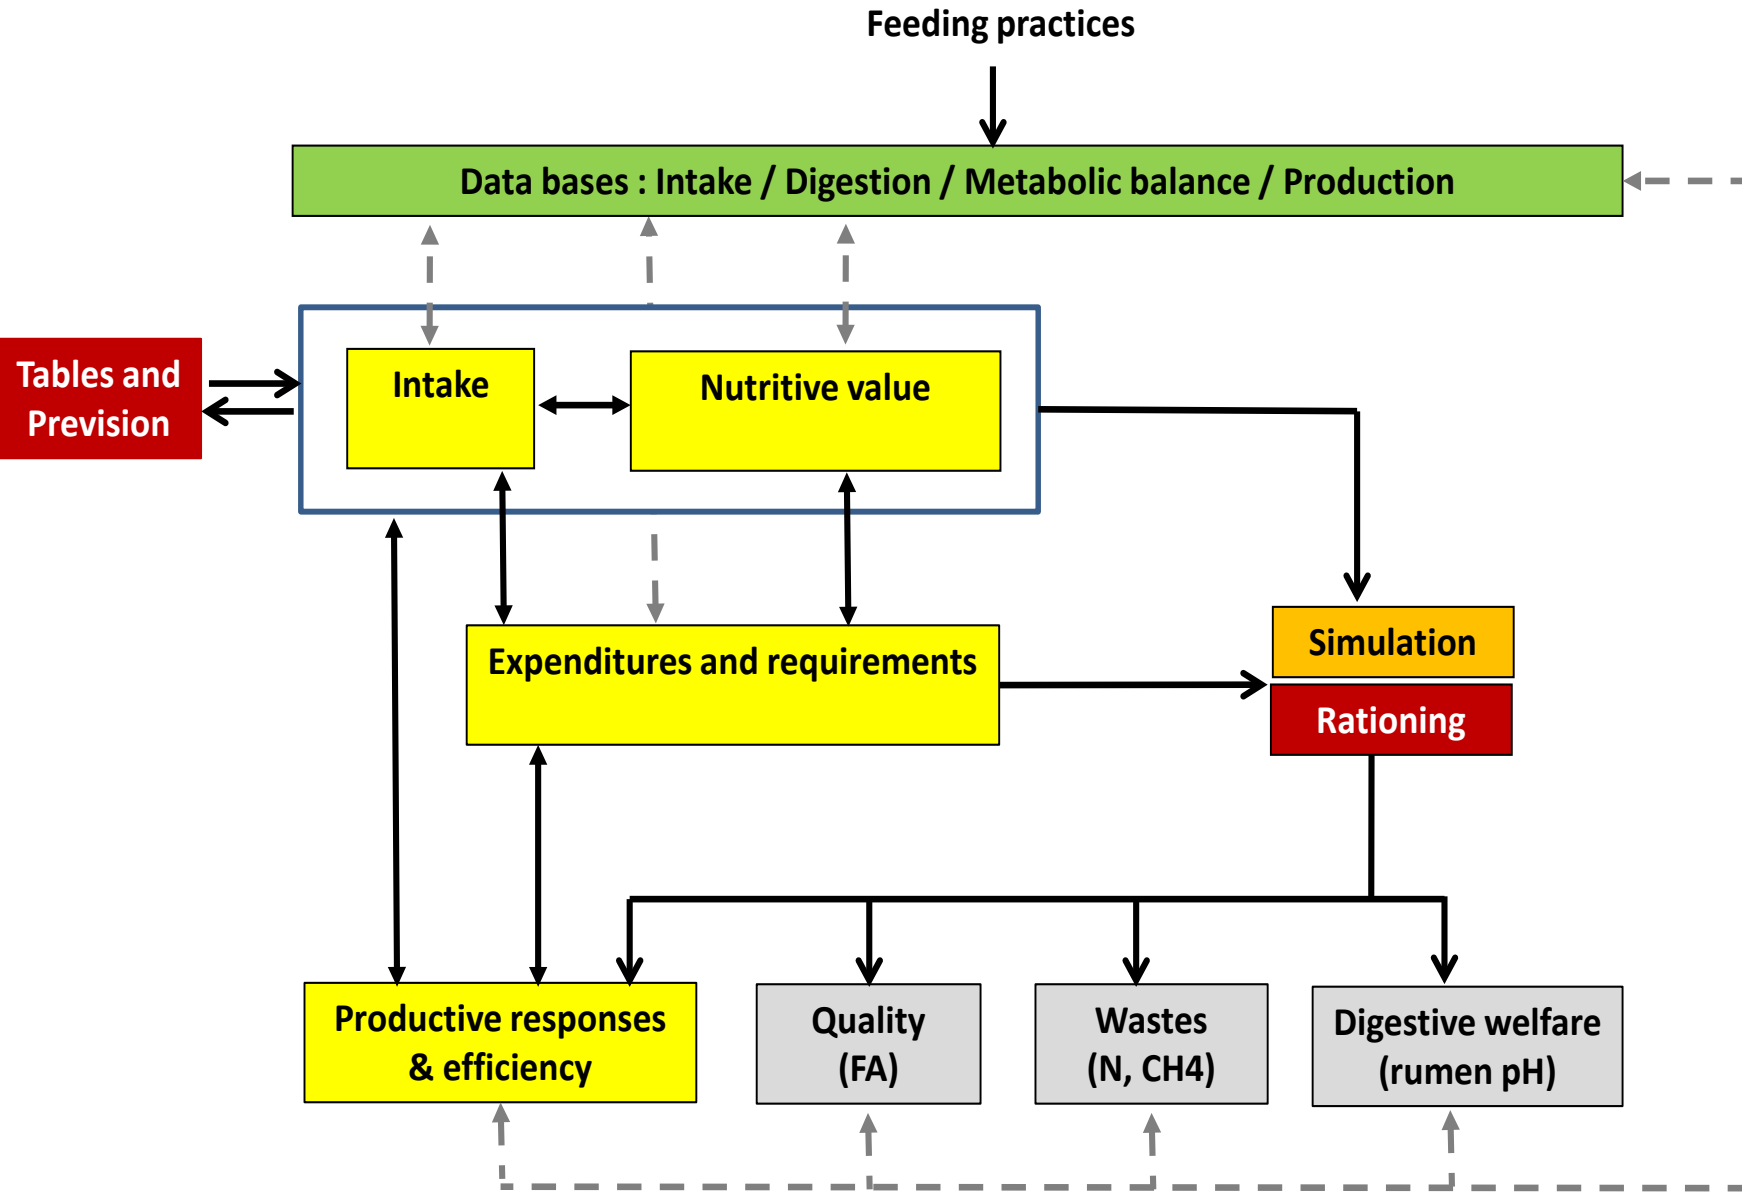 Feeding practices
Data bases : Intake / Digestion / Metabolic balance / Production
Tables and
Prevision
Intake
Nutritive value
Expenditures and requirements
Simulation
Rationing
Productive responses
& efficiency
Quality
(FA)
Wastes
(N, CH4)
Digestive welfare
(rumen pH)